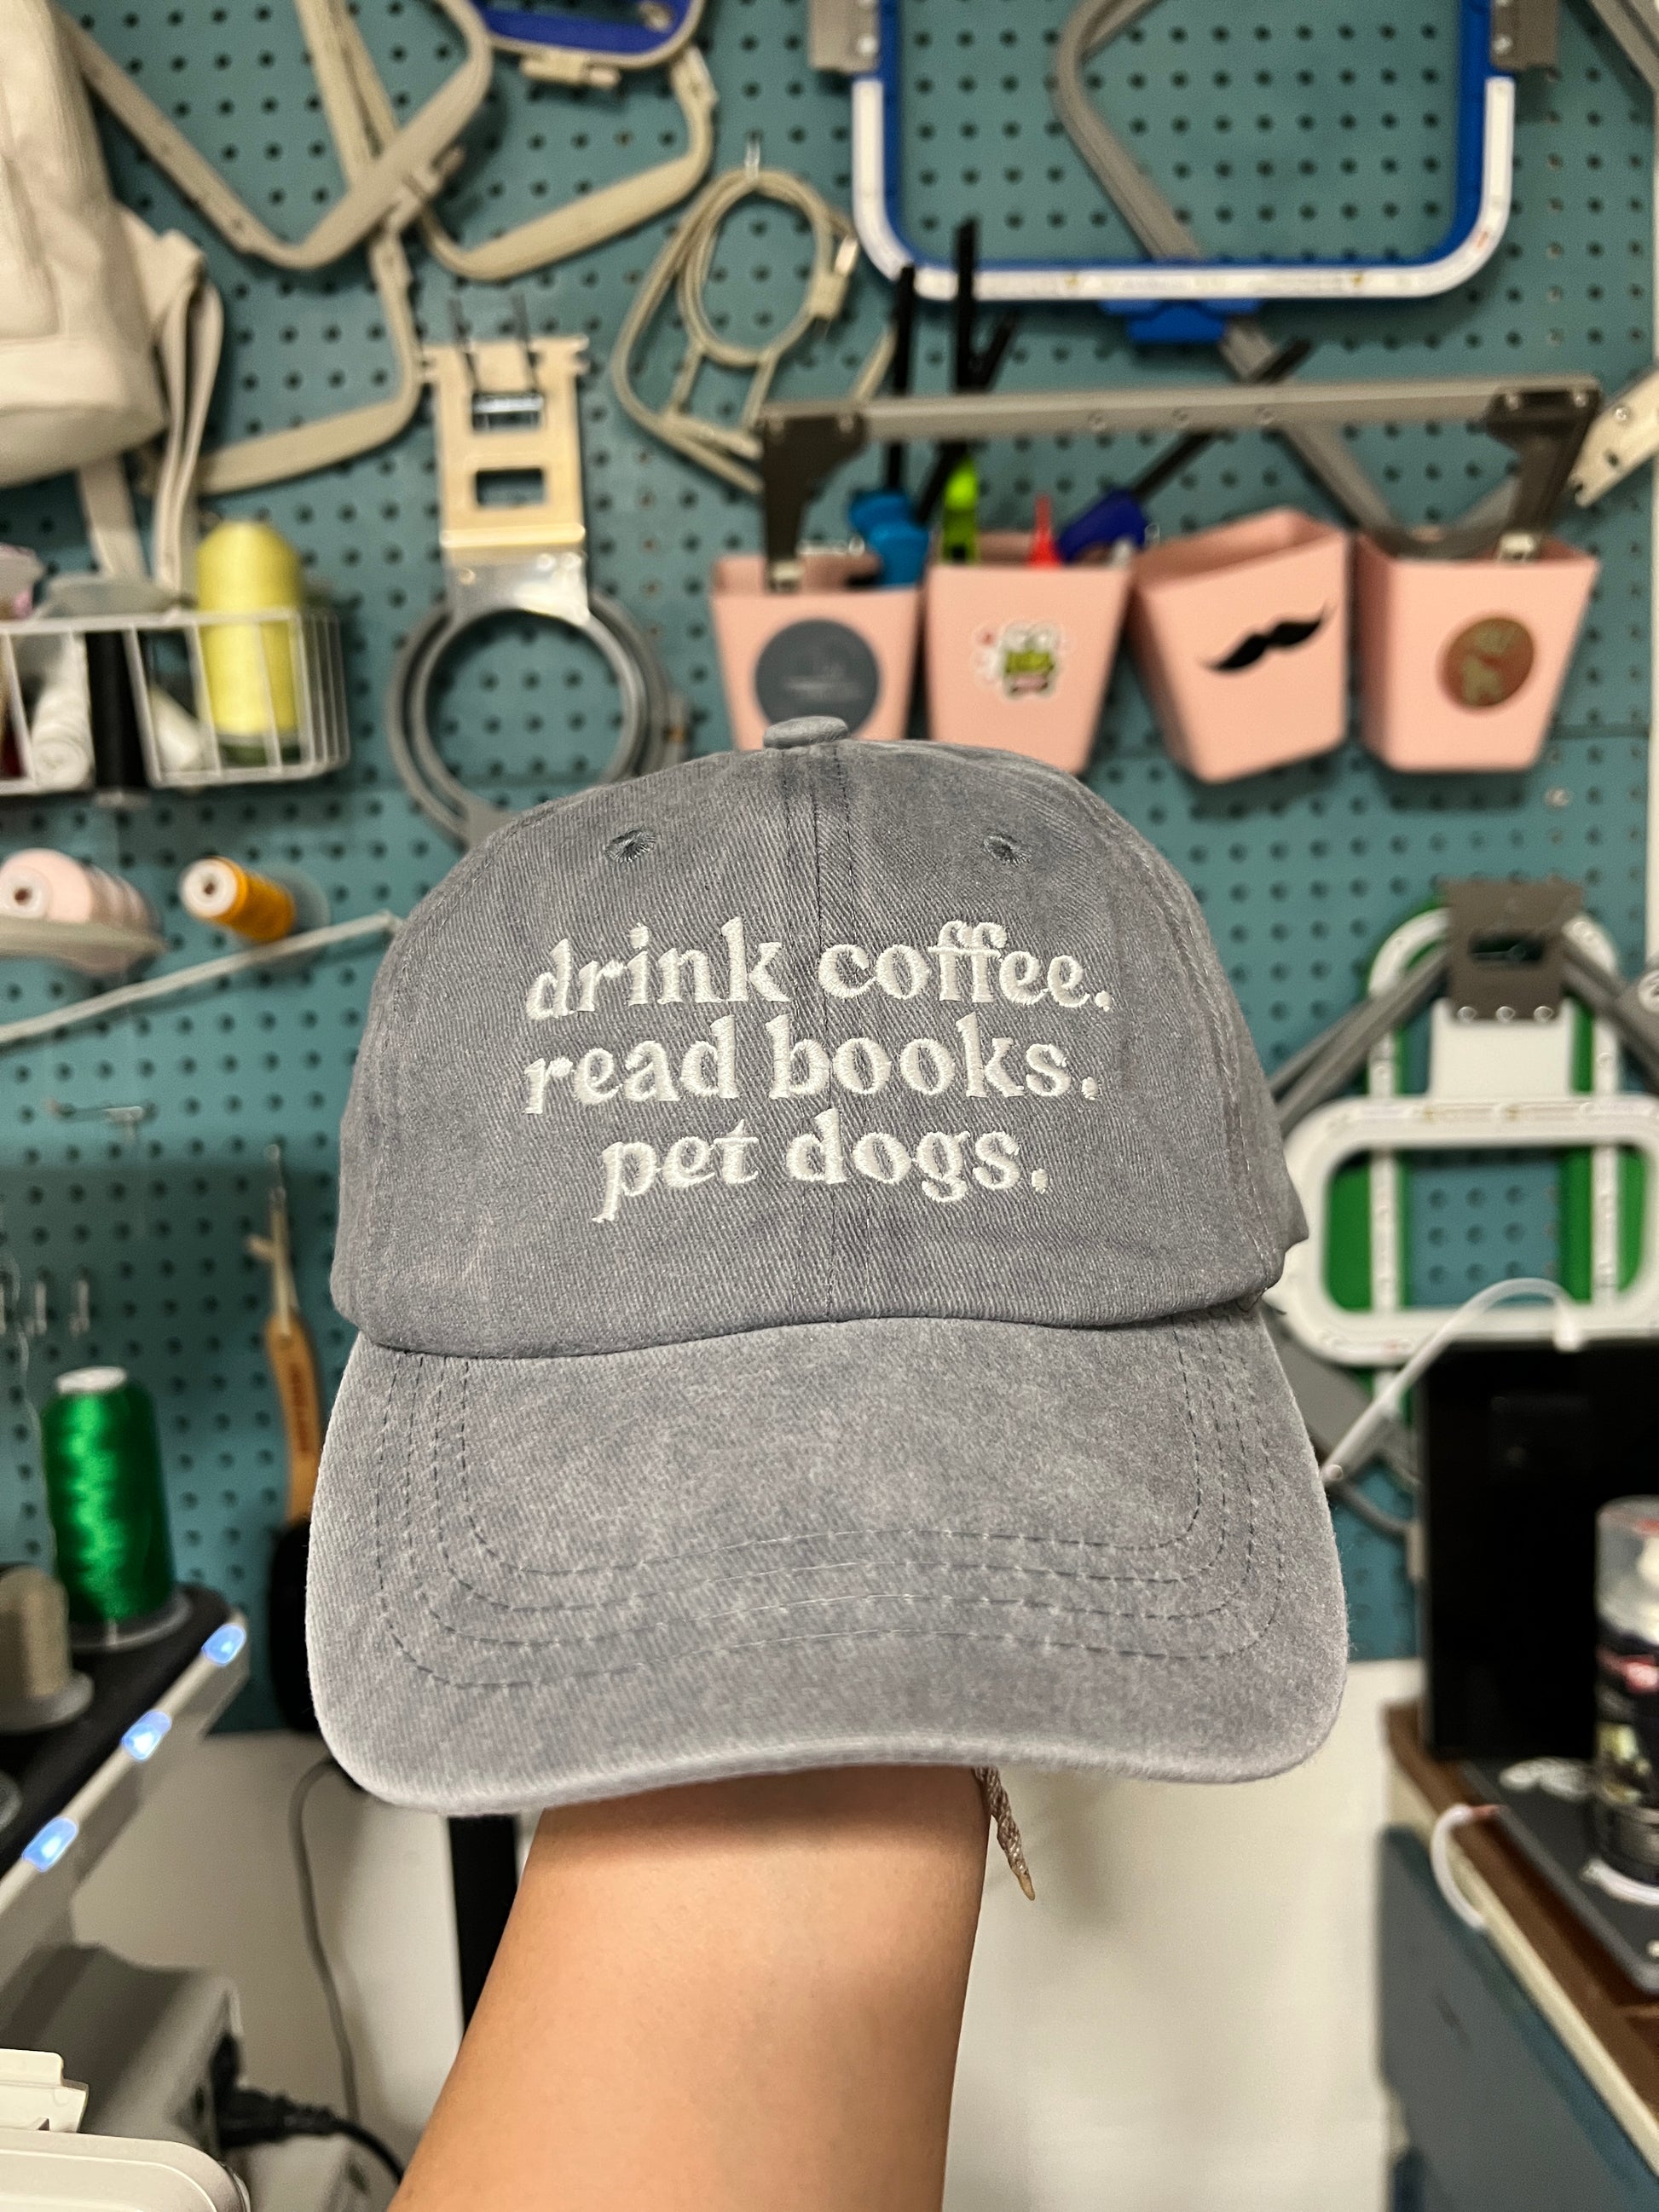 drink coffee.
read books.
pet dogs.